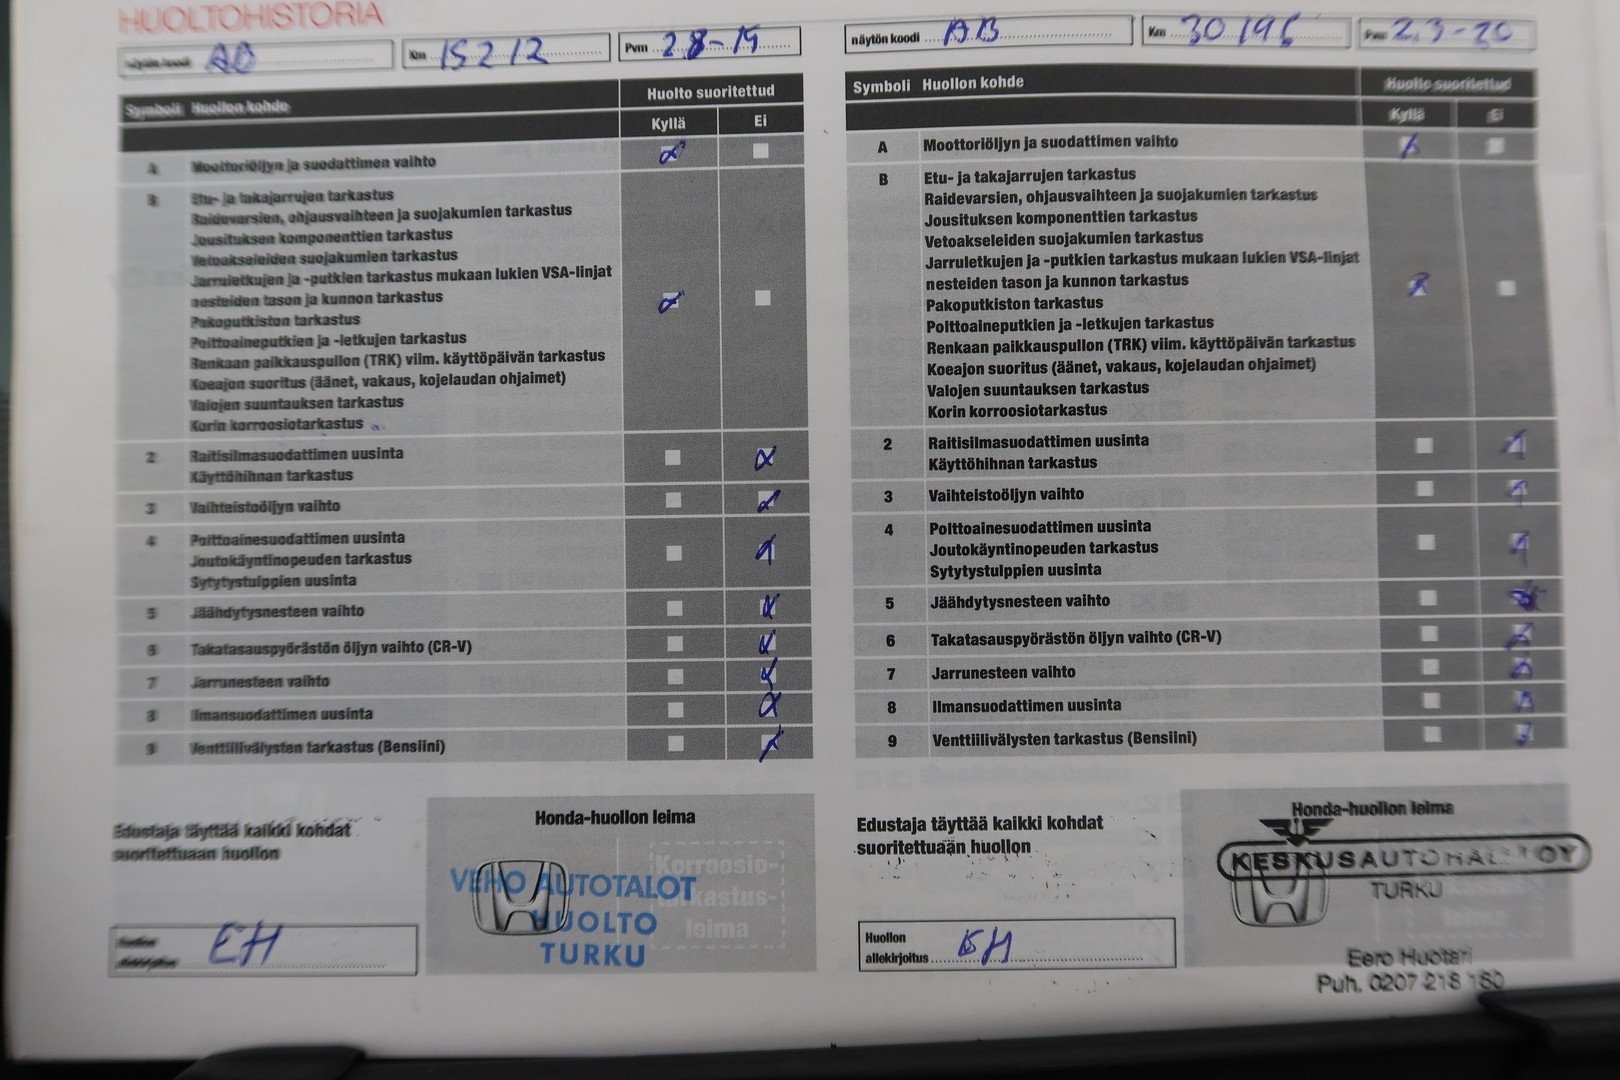 HUOLTOHISTORIA
näytön koodi
Km 15212
Pvm 28-19
Symboli Huollon kohde Huolto suoritettud
Kyllä Ei
A Moottoriöljyn ja suodattimen vaihto
B Etu- ja takajarrujen tarkastus
Raidevarsien, ohjausvaihteen ja suojakumien tarkastus
Jousituksen komponenttien tarkastus
Vetoakseleiden suojakumien tarkastus
Jarruletkujen ja -putkien tarkastus mukaan lukien VSA-linjat
nesteiden tason ja kunnon tarkastus
Pakoputkiston tarkastus
Polttoaineputkien ja -letkujen tarkastus
Renkaan paikkauspullon (TRK) viim. käyttöpäivän tarkastus
Koeajon suoritus (äänet, vakaus, kojelaudan ohjaimet)
Valojen suuntauksen tarkastus
Korin korroosiotarkastus
2 Raitisilmasuodattimen uusinta
Käyttöhihnan tarkastus
3 Vaihteistoöljyn vaihto
4 Polttoainesuodattimen uusinta
Joutokäyntinopeuden tarkastus
Sytytystulppien uusinta
5 Jäähdytysnesteen vaihto
6 Takatasauspyörästön öljyn vaihto (CR-V)
7 Jarrunesteen vaihto
8 Ilmansuodattimen uusinta
9 Venttiilivälysten tarkastus (Bensiini)
Edustaja täyttää kaikki kohdat
suoritettuaan huollon
Honda-huollon leima
Korroosio-
tarkastus-
leima
VEHO AUTOTALOT
HUOLTO
TURKU
Huollon
allekirjoitus EH
näytön koodi AB
Km 30196
Pvm 23-20
Symboli Huollon kohde Huolto suoritettud
Kyllä Ei
A Moottoriöljyn ja suodattimen vaihto
B Etu- ja takajarrujen tarkastus
Raidevarsien, ohjausvaihteen ja suojakumien tarkastus
Jousituksen komponenttien tarkastus
Vetoakseleiden suojakumien tarkastus
Jarruletkujen ja -putkien tarkastus mukaan lukien VSA-linjat
nesteiden tason ja kunnon tarkastus
Pakoputkiston tarkastus
Polttoaineputkien ja -letkujen tarkastus
Renkaan paikkauspullon (TRK) viim. käyttöpäivän tarkastus
Koeajon suoritus (äänet, vakaus, kojelaudan ohjaimet)
Valojen suuntauksen tarkastus
Korin korroosiotarkastus
2 Raitisilmasuodattimen uusinta
Käyttöhihnan tarkastus
3 Vaihteistoöljyn vaihto
4 Polttoainesuodattimen uusinta
Joutokäyntinopeuden tarkastus
Sytytystulppien uusinta
5 Jäähdytysnesteen vaihto
6 Takatasauspyörästön öljyn vaihto (CR-V)
7 Jarrunesteen vaihto
8 Ilmansuodattimen uusinta
9 Venttiilivälysten tarkastus (Bensiini)
Edustaja täyttää kaikki kohdat
suoritettuaan huollon
Honda-huollon leima
KESKUSAUTOHALLI OY
TURKU
leima
Huollon
allekirjoitus EH
Eero Huotari
Puh. 0207 218 180